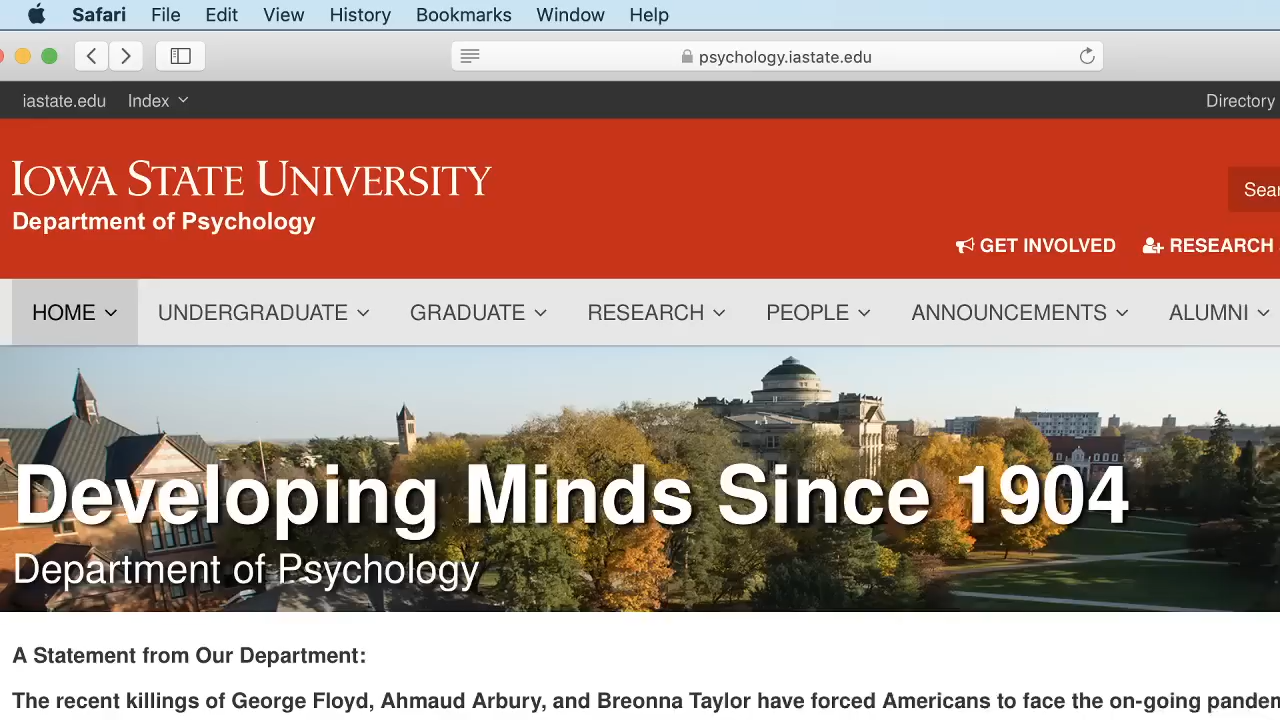 Safari File Edit View History Bookmarks Window Help
psychology.iastate.edu
iastate.edu Index Directory
IOWA STATE UNIVERSITY
Department of Psychology
Sear
GET INVOLVED RESEARCH
HOME UNDERGRADUATE GRADUATE RESEARCH PEOPLE ANNOUNCEMENTS ALUMNI
Developing Minds Since 1904
Department of Psychology
A Statement from Our Department:
The recent killings of George Floyd, Ahmaud Arbury, and Breonna Taylor have forced Americans to face the on-going panden